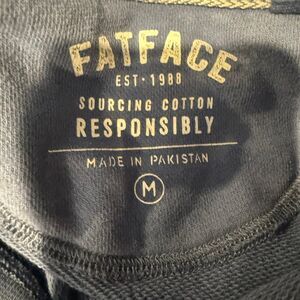 FATFACE
EST·1988
SOURCING COTTON
RESPONSIBLY
MADE IN PAKISTAN
M